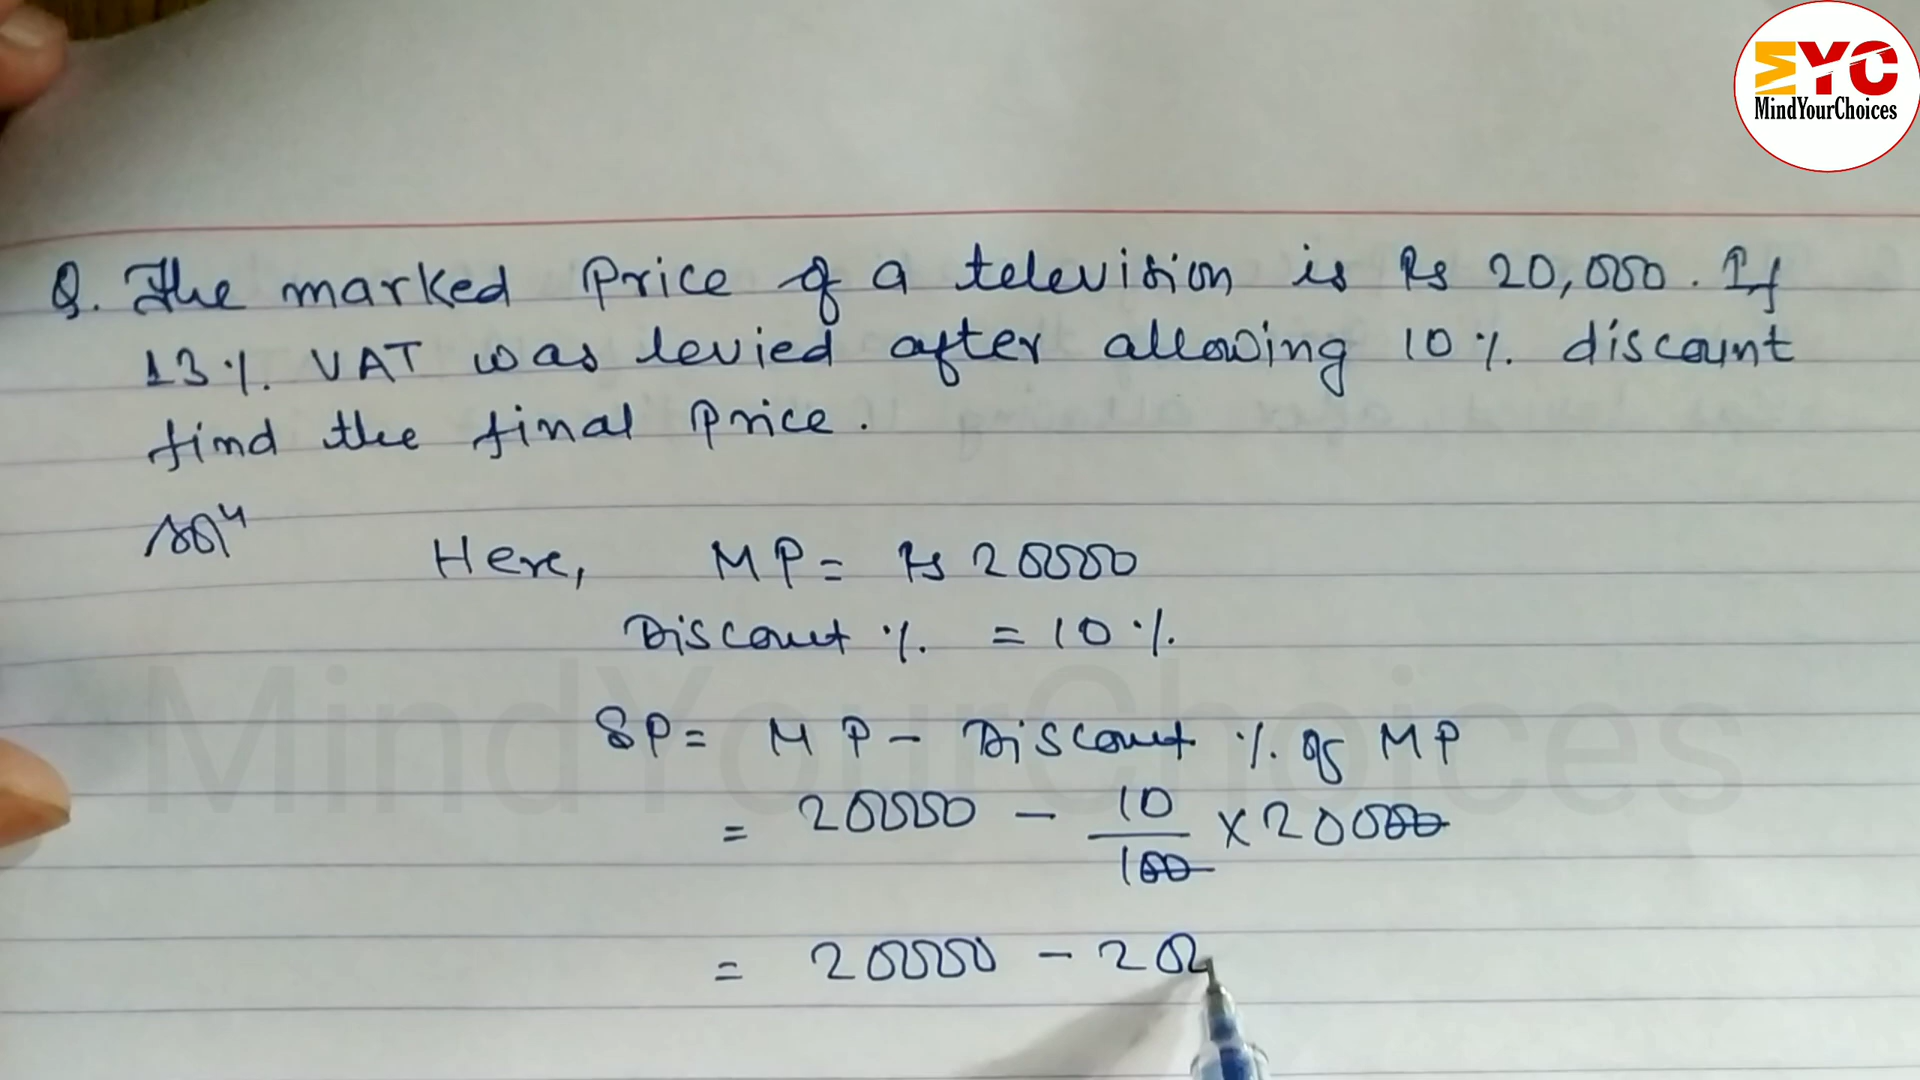 MYC
MindYourChoices
Q. The marked price of a television is Rs 20,000. If
13%. VAT was levied after allowing 10%. discount
find the final price.
Solⁿ
Here, MP = Rs 20000
Discount % = 10%
SP = MP - Discount % of MP
= 20000 - 10/100 × 20000
= 20000 - 20
MindYourChoices